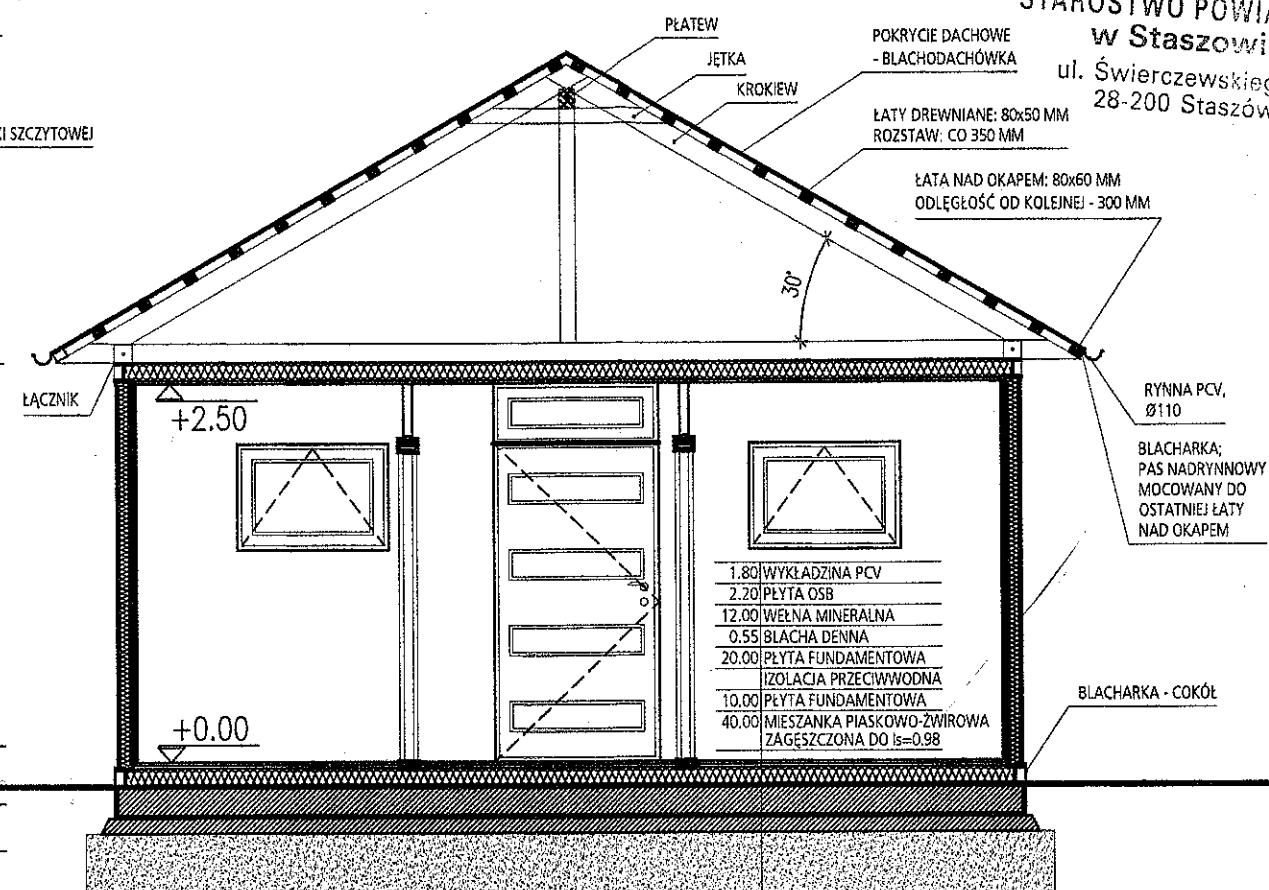 STAROSTWO
w
ul. Świerczewskieg
28-200 Staszów
PŁATEW
JĘTKA
KROKIEW
POKRYCIE DACHOWE
- BLACHODACHÓWKA
ŁATY DREWNIANE: 80x50 MM
ROZSTAW: CO 350 MM
ŁATA NAD OKAPEM: 80x60 MM
ODLĘGŁOŚĆ OD KOLEJNEJ - 300 MM
SZCZYTOWEJ
30°
ŁĄCZNIK
+2.50
RYNNA PCV,
Ø110
BLACHARKA;
PAS NADRYNNOWY
MOCOWANY DO
OSTATNIEJ ŁATY
NAD OKAPEM
1.80 WYKŁADZINA PCV
2.20 PŁYTA OSB
12.00 WEŁNA MINERALNA
0.55 BLACHA DENNA
20.00 PŁYTA FUNDAMENTOWA
IZOLACJA PRZECIWWODNA
10.00 PŁYTA FUNDAMENTOWA
40.00 MIESZANKA PIASKOWO-ŻWIROWA
ZAGĘSZCZONA DO Is=0.98
BLACHARKA - COKÓŁ
+0.00